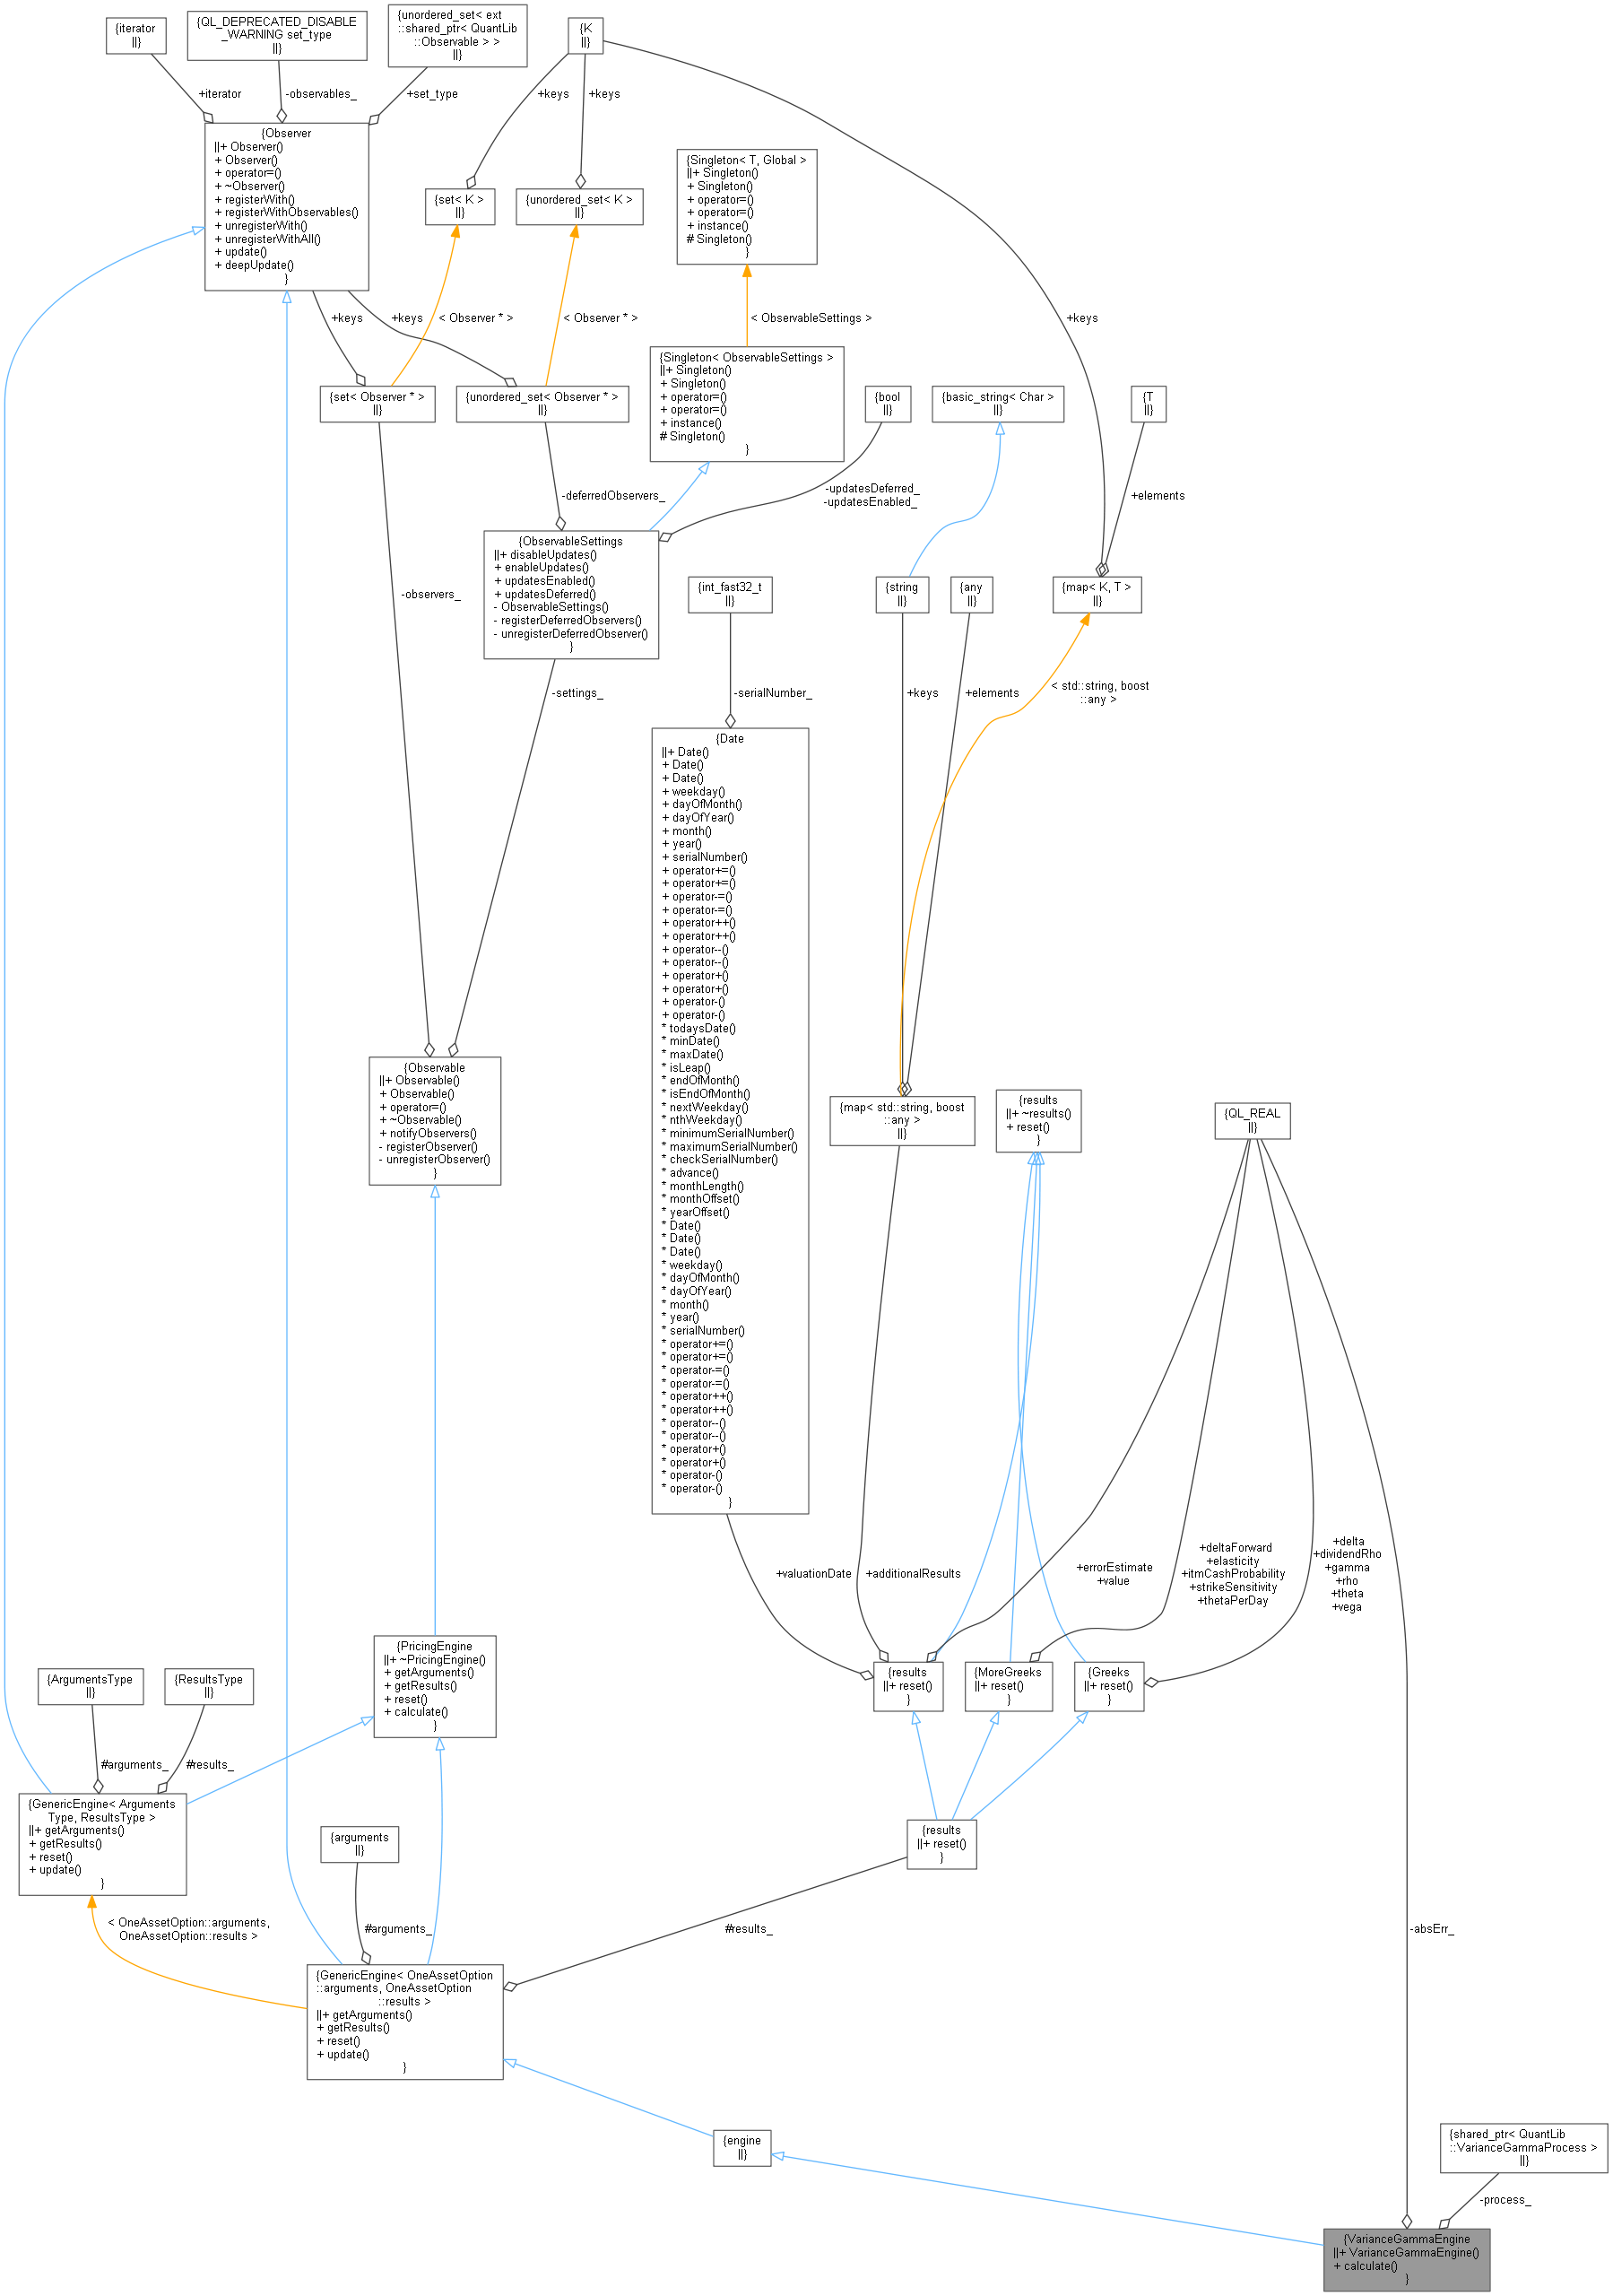 {iterator
||}
{QL_DEPRECATED_DISABLE
_WARNING set_type
||}
{unordered_set< ext
::shared_ptr< QuantLib
::Observable > >
||}
{K
||}
+iterator
-observables_
+set_type
+keys
+keys
{Observer
||+ Observer()
+ Observer()
+ operator=()
+ ~Observer()
+ registerWith()
+ registerWithObservables()
+ unregisterWith()
+ unregisterWithAll()
+ update()
+ deepUpdate()
}
{set< K >
||}
{unordered_set< K >
||}
{Singleton< T, Global >
||+ Singleton()
+ Singleton()
+ operator=()
+ operator=()
+ instance()
# Singleton()
}
+keys
+keys
< Observer * >
< Observer * >
< ObservableSettings >
+keys
{set< Observer * >
||}
{unordered_set< Observer * >
||}
{Singleton< ObservableSettings >
||+ Singleton()
+ Singleton()
+ operator=()
+ operator=()
+ instance()
# Singleton()
}
{bool
||}
{basic_string< Char >
||}
{T
||}
-deferredObservers_
-updatesDeferred_
-updatesEnabled_
+elements
-observers_
{ObservableSettings
||+ disableUpdates()
+ enableUpdates()
+ updatesEnabled()
+ updatesDeferred()
- ObservableSettings()
- registerDeferredObservers()
- unregisterDeferredObserver()
}
{int_fast32_t
||}
{string
||}
{any
||}
{map< K, T >
||}
-settings_
-serialNumber_
+keys
+elements
< std::string, boost
::any >
{Date
||+ Date()
+ Date()
+ Date()
+ weekday()
+ dayOfMonth()
+ dayOfYear()
+ month()
+ year()
+ serialNumber()
+ operator+=()
+ operator+=()
+ operator-=()
+ operator-=()
+ operator++()
+ operator++()
+ operator--()
+ operator--()
+ operator+()
+ operator+()
+ operator-()
+ operator-()
* todaysDate()
* minDate()
* maxDate()
* isLeap()
* endOfMonth()
* isEndOfMonth()
* nextWeekday()
* nthWeekday()
* minimumSerialNumber()
* maximumSerialNumber()
* checkSerialNumber()
* advance()
* monthLength()
* monthOffset()
* yearOffset()
* Date()
* Date()
* Date()
* weekday()
* dayOfMonth()
* dayOfYear()
* month()
* year()
* serialNumber()
* operator+=()
* operator+=()
* operator-=()
* operator-=()
* operator++()
* operator++()
* operator--()
* operator--()
* operator+()
* operator+()
* operator-()
* operator-()
}
{Observable
||+ Observable()
+ Observable()
+ operator=()
+ ~Observable()
+ notifyObservers()
- registerObserver()
- unregisterObserver()
}
{map< std::string, boost
::any >
||}
{results
||+ ~results()
+ reset()
}
{QL_REAL
||}
+valuationDate
+additionalResults
+errorEstimate
+value
+deltaForward
+elasticity
+itmCashProbability
+strikeSensitivity
+thetaPerDay
+delta
+dividendRho
+gamma
+rho
+theta
+vega
{PricingEngine
||+ ~PricingEngine()
+ getArguments()
+ getResults()
+ reset()
+ calculate()
}
{ArgumentsType
||}
{ResultsType
||}
{results
||+ reset()
}
{MoreGreeks
||+ reset()
}
{Greeks
||+ reset()
}
#arguments_
#results_
{GenericEngine< Arguments
Type, ResultsType >
||+ getArguments()
+ getResults()
+ reset()
+ update()
}
{arguments
||}
{results
||+ reset()
}
< OneAssetOption::arguments,
OneAssetOption::results >
#arguments_
#results_
-absErr_
{GenericEngine< OneAssetOption
::arguments, OneAssetOption
::results >
||+ getArguments()
+ getResults()
+ reset()
+ update()
}
{engine
||}
{shared_ptr< QuantLib
::VarianceGammaProcess >
||}
-process_
{VarianceGammaEngine
||+ VarianceGammaEngine()
+ calculate()
}